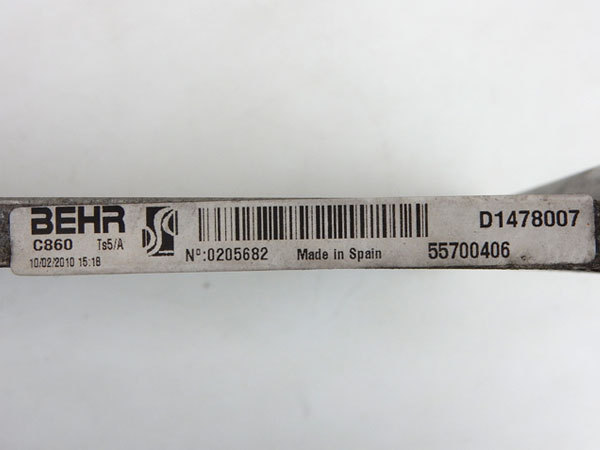 BEHR
C860 Ts5/A
10/02/2010 15:18
Nº:0205682 Made in Spain
D1478007
55700406